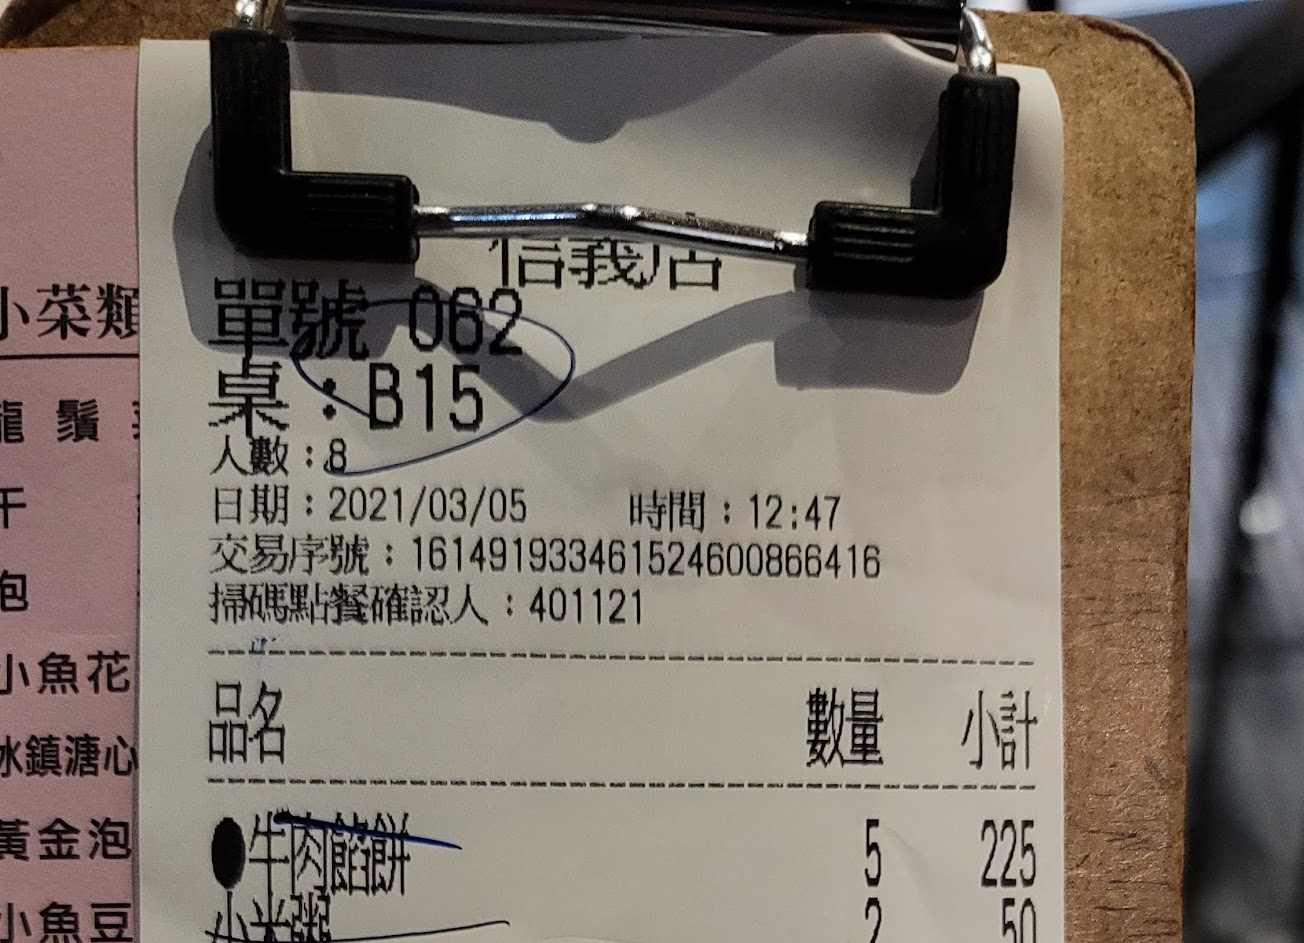 信義店
單號 062
桌：B15
人數：8
日期：2021/03/05 時間：12:47
交易序號：1614919334615246008​66416
掃碼點餐確認人：401121
品名 數量 小計
●牛肉餡餅 5 225
小米粥 2 50
小菜類
龍鬚
干
泡
小魚花
冰鎮溏心
黃金泡
小魚豆